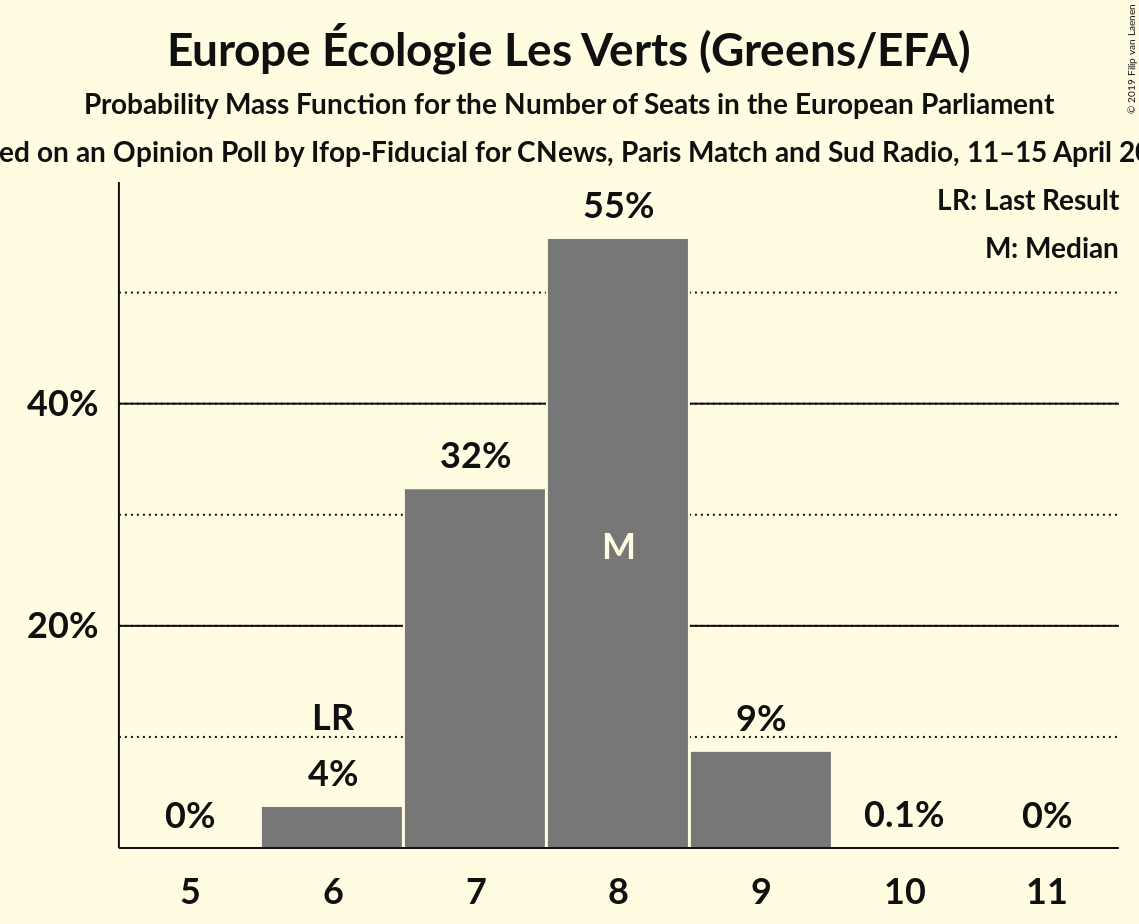 Europe Écologie Les Verts (Greens/EFA)
Probability Mass Function for the Number of Seats in the European Parliament
on an Opinion Poll by Ifop-Fiducial for CNews, Paris Match and Sud Radio, 11–15 April
© 2019 Filip van Laenen
LR: Last Result
M: Median
55%
40%
32%
M
20%
LR
9%
4%
0%
0.1%
0%
5 6 7 8 9 10 11